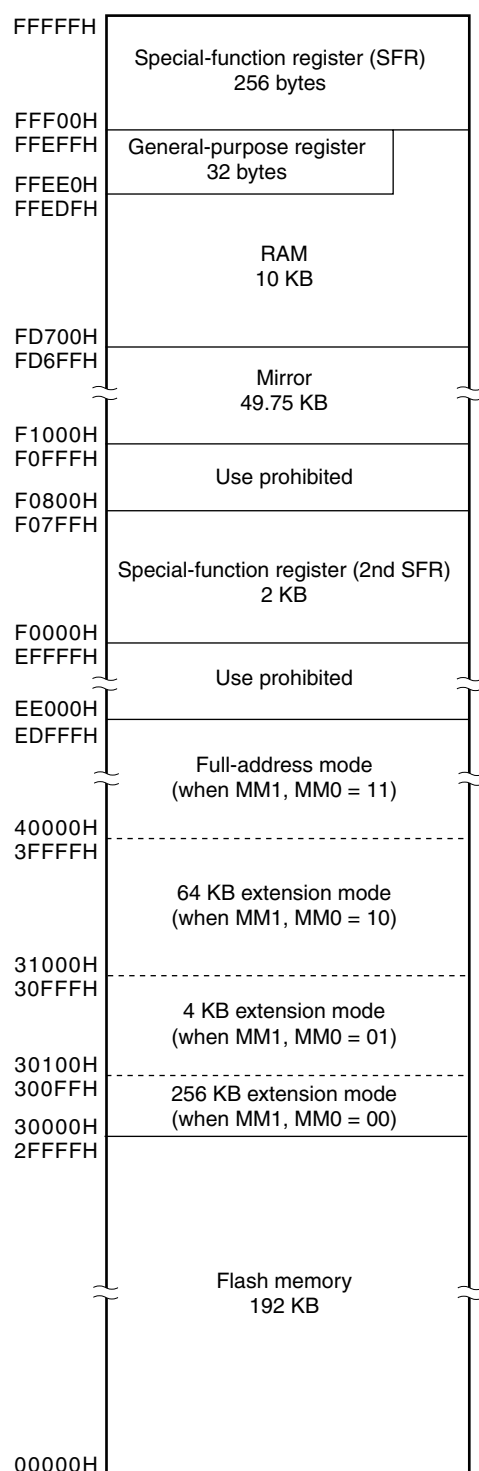 FFFFFH
Special-function register (SFR)
256 bytes
FFF00H
FFEFFH
General-purpose register
32 bytes
FFEE0H
FFEDFH
RAM
10 KB
FD700H
FD6FFH
Mirror
49.75 KB
F1000H
F0FFFH
Use prohibited
F0800H
F07FFH
Special-function register (2nd SFR)
2 KB
F0000H
EFFFFH
Use prohibited
EE000H
EDFFFH
Full-address mode
(when MM1, MM0 = 11)
40000H
3FFFFH
64 KB extension mode
(when MM1, MM0 = 10)
31000H
30FFFH
4 KB extension mode
(when MM1, MM0 = 01)
30100H
300FFH
256 KB extension mode
(when MM1, MM0 = 00)
30000H
2FFFFH
Flash memory
192 KB
00000H